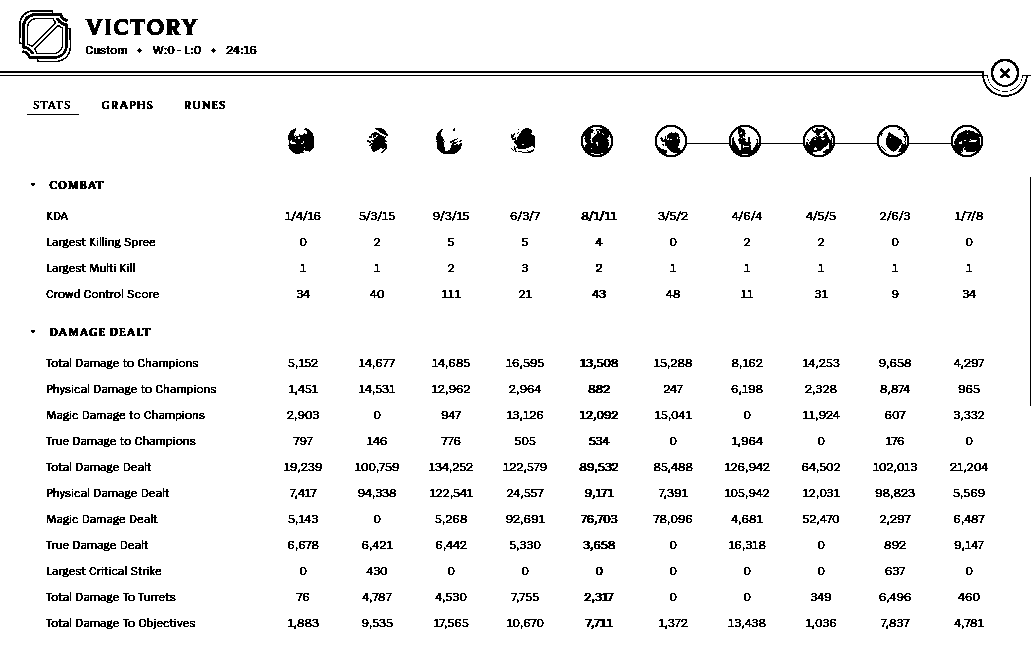 VICTORY
Custom • W:0 - L:0 • 24:16
STATS GRAPHS RUNES
COMBAT
KDA 1/4/16 5/3/15 9/3/15 6/3/7 8/1/11 3/5/2 4/6/4 4/5/5 2/6/3 1/7/8
Largest Killing Spree 0 2 5 5 4 0 2 2 0 0
Largest Multi Kill 1 1 2 3 2 1 1 1 1 1
Crowd Control Score 34 40 111 21 43 48 11 31 9 34
DAMAGE DEALT
Total Damage to Champions 5,152 14,677 14,685 16,595 13,508 15,288 8,162 14,253 9,658 4,297
Physical Damage to Champions 1,451 14,531 12,962 2,964 882 247 6,198 2,328 8,874 965
Magic Damage to Champions 2,903 0 947 13,126 12,092 15,041 0 11,924 607 3,332
True Damage to Champions 797 146 776 505 534 0 1,964 0 176 0
Total Damage Dealt 19,239 100,759 134,252 122,579 89,532 85,488 126,942 64,502 102,013 21,204
Physical Damage Dealt 7,417 94,338 122,541 24,557 9,171 7,391 105,942 12,031 98,823 5,569
Magic Damage Dealt 5,143 0 5,268 92,691 76,703 78,096 4,681 52,470 2,297 6,487
True Damage Dealt 6,678 6,421 6,442 5,330 3,658 0 16,318 0 892 9,147
Largest Critical Strike 0 430 0 0 0 0 0 0 637 0
Total Damage To Turrets 76 4,787 4,530 7,755 2,317 0 0 349 6,496 460
Total Damage To Objectives 1,883 9,535 17,565 10,670 7,711 1,372 13,438 1,036 7,837 4,781